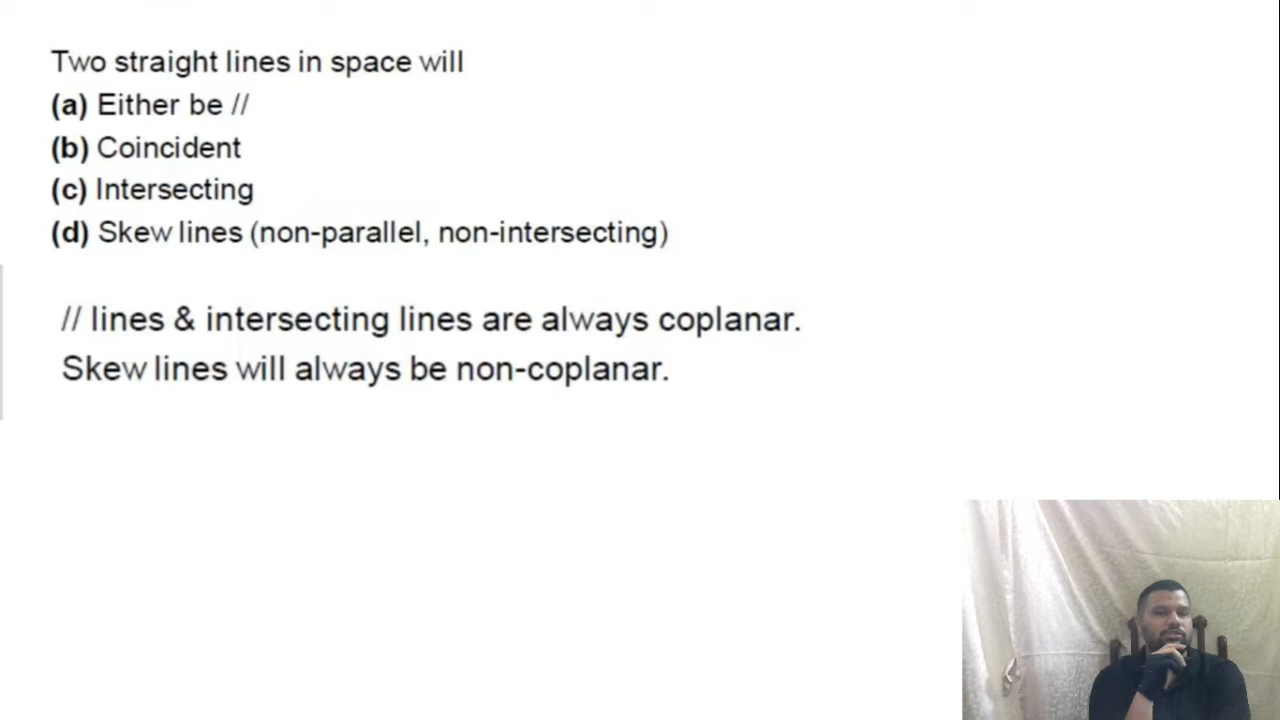 Two straight lines in space will
(a) Either be //
(b) Coincident
(c) Intersecting
(d) Skew lines (non-parallel, non-intersecting)
// lines & intersecting lines are always coplanar.
Skew lines will always be non-coplanar.